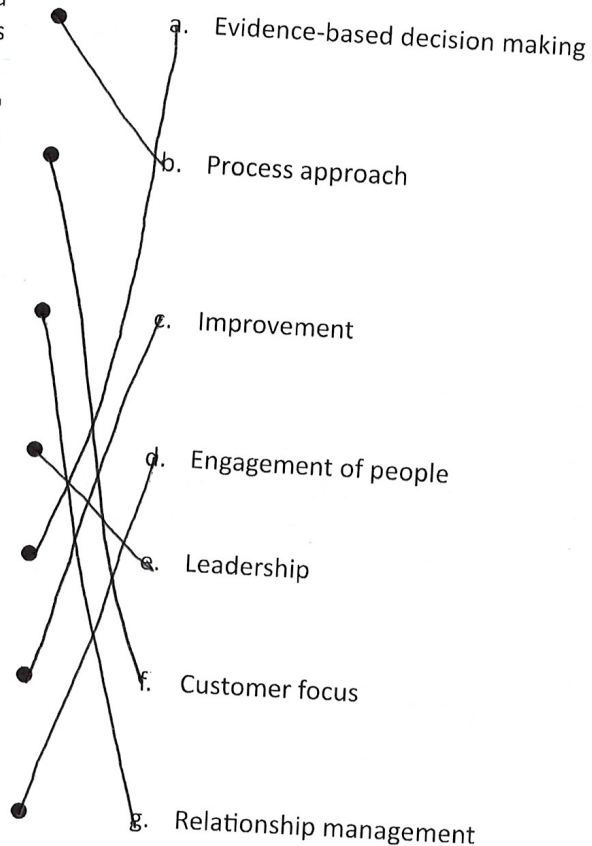 a. Evidence-based decision making
b. Process approach
c. Improvement
d. Engagement of people
e. Leadership
f. Customer focus
g. Relationship management